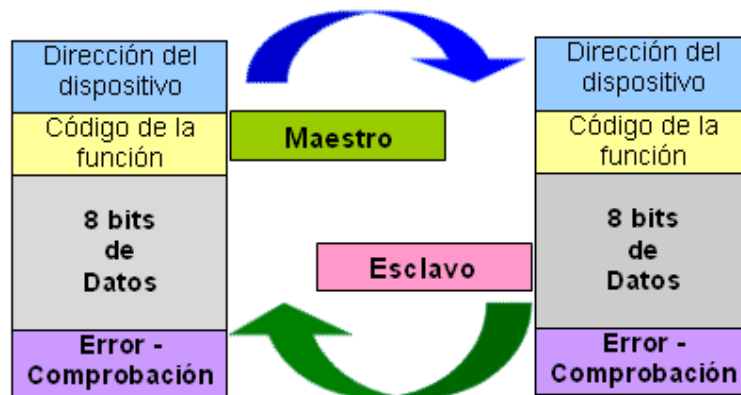 Dirección del
dispositivo
Código de la
función
8 bits
de
Datos
Error -
Comprobación
Maestro
Esclavo
Dirección del
dispositivo
Código de la
función
8 bits
de
Datos
Error -
Comprobación